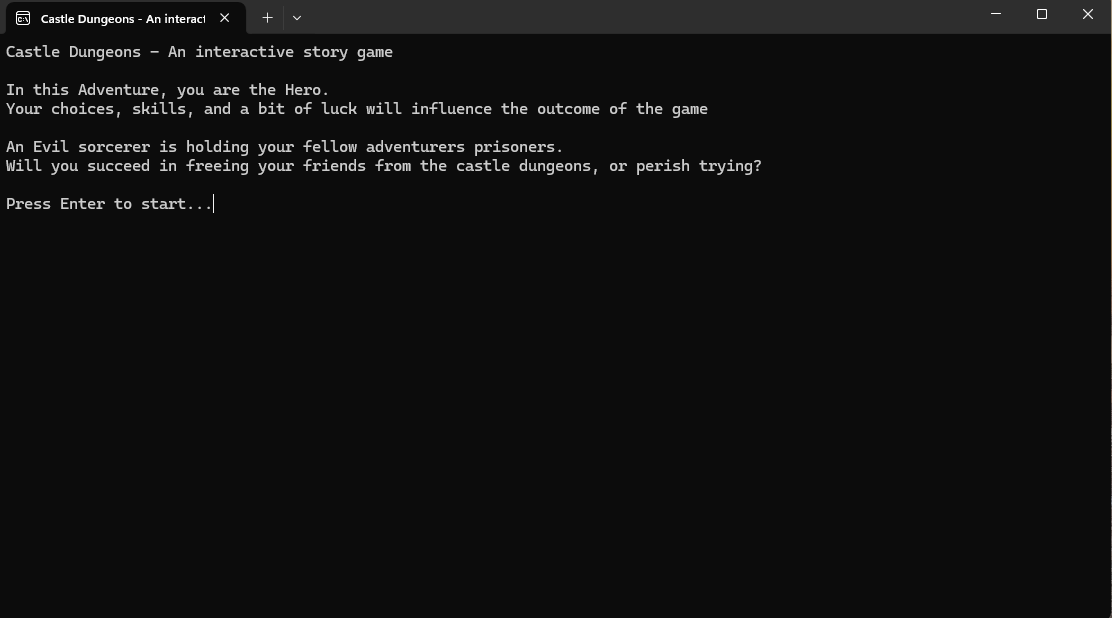 Castle Dungeons - An interact
Castle Dungeons - An interactive story game
In this Adventure, you are the Hero.
Your choices, skills, and a bit of luck will influence the outcome of the game
An Evil sorcerer is holding your fellow adventurers prisoners.
Will you succeed in freeing your friends from the castle dungeons, or perish trying?
Press Enter to start...